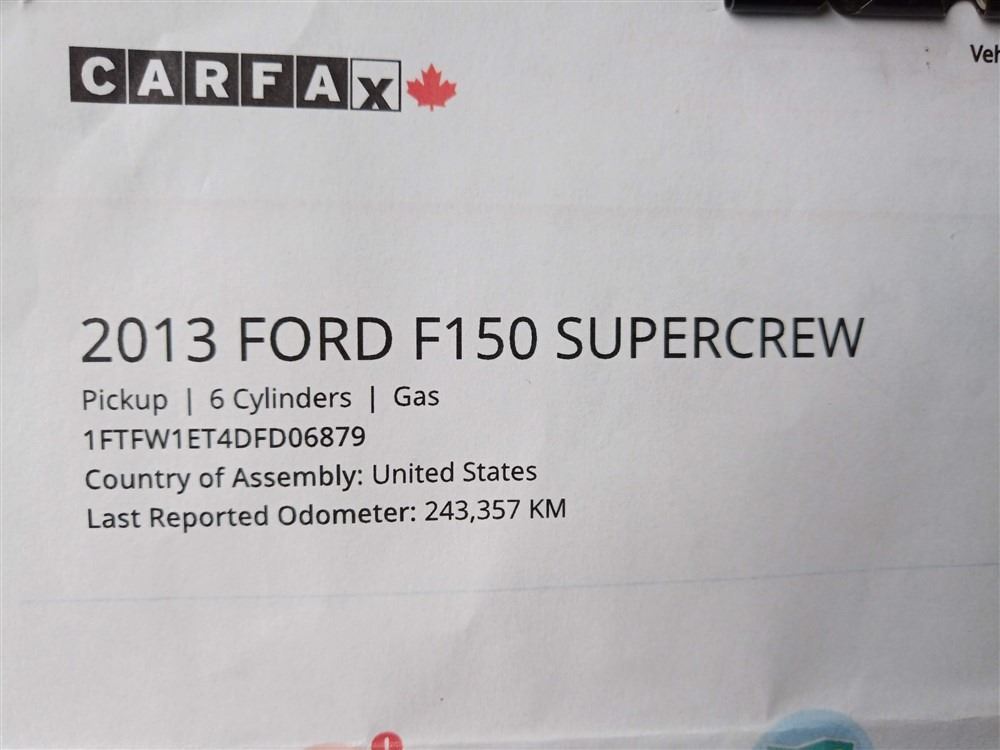 CARFAX
Veh
2013 FORD F150 SUPERCREW
Pickup | 6 Cylinders | Gas
1FTFW1ET4DFD06879
Country of Assembly: United States
Last Reported Odometer: 243,357 KM